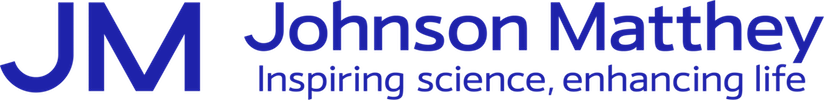 JM Johnson Matthey
Inspiring science, enhancing life